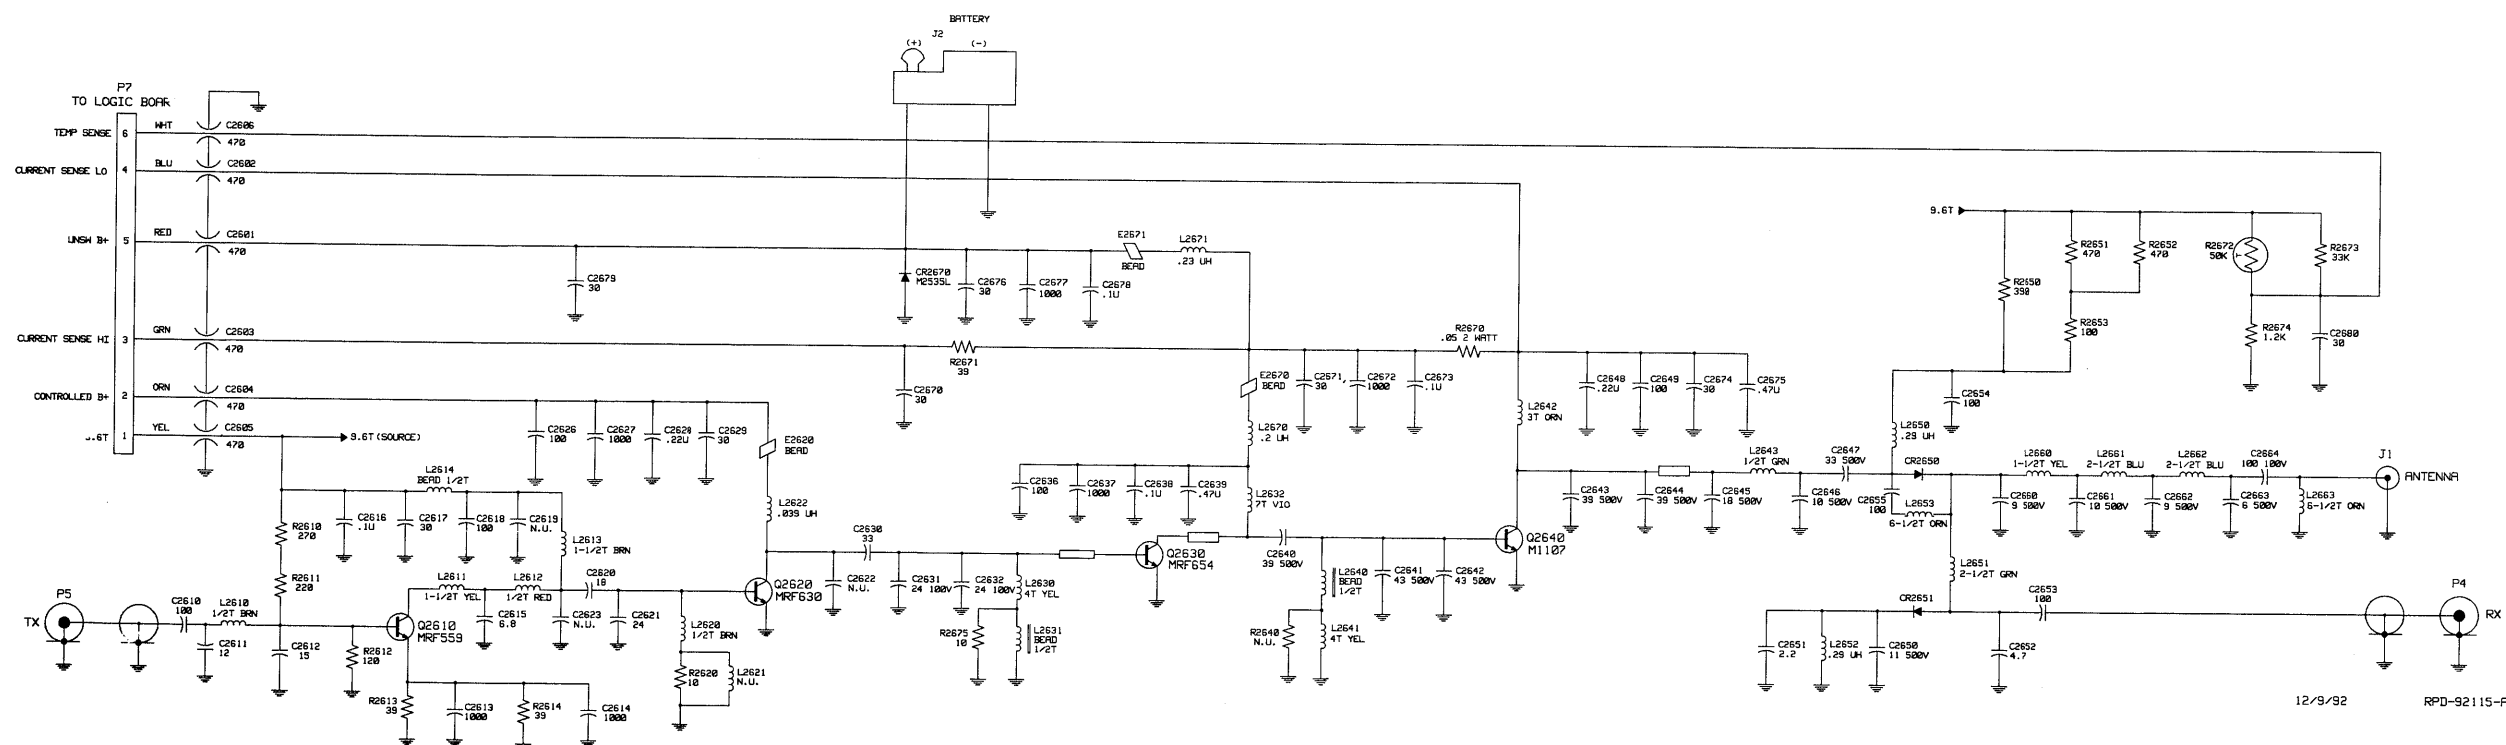 BATTERY
J2
(+)
(-)
P7
TO LOGIC BOAR
TEMP SENSE 6 WHT
C2606
470
CURRENT SENSE LO 4 BLU
C2602
470
UNSW B+ 5 RED
C2601
470
CURRENT SENSE HI 3 GRN
C2603
470
CONTROLLED B+ 2 ORN
C2604
470
.6T 1 YEL
C2605
470
9.6T(SOURCE)
C2679
30
CR2670
M2535L
C2676
30
C2677
1000
C2678
.1U
E2671
BEAD
L2671
.23 UH
R2671
39
C2670
30
R2670
.05 2 WATT
E2670
BEAD
C2671
30
C2672
1000
C2673
.1U
C2648
.22U
C2649
100
C2674
30
C2675
.47U
L2642
3T ORN
L2670
.2 UH
9.6T
R2650
390
R2651
470
R2652
470
R2653
100
R2672
50K
T
R2673
33K
R2674
1.2K
C2680
30
C2654
100
L2650
.29 UH
C2626
100
C2627
1000
C2628
.22U
C2629
30
E2620
BEAD
L2622
.039 UH
L2614
BEAD 1/2T
R2610
270
C2616
.1U
C2617
30
C2618
100
C2619
N.U.
L2613
1-1/2T BRN
R2611
220
C2636
100
C2637
1000
C2638
.1U
C2639
.47U
L2632
7T VIO
C2630
33
C2643
39 500V
C2644
39 500V
C2645
18 500V
L2643
1/2T GRN
C2646
10 500V
C2647
33 500V
CR2650
C2655
100
L2653
6-1/2T ORN
L2660
1-1/2T YEL
L2661
2-1/2T BLU
L2662
2-1/2T BLU
C2664
100 100V
C2660
9 500V
C2661
10 500V
C2662
9 500V
C2663
6 500V
L2663
6-1/2T ORN
J1
ANTENNA
P5
TX
C2610
100
L2610
1/2T BRN
C2611
12
C2612
15
R2612
120
Q2610
MRF559
L2611
1-1/2T YEL
L2612
1/2T RED
C2615
6.8
C2623
N.U.
C2620
18
C2621
24
L2620
1/2T BRN
R2620
10
L2621
N.U.
Q2620
MRF630
C2622
N.U.
C2631
24 100V
C2632
24 100V
L2630
4T YEL
R2675
10
L2631
BEAD
1/2T
Q2630
MRF654
C2640
39 500V
L2640
BEAD
1/2T
C2641
43 500V
C2642
43 500V
R2640
N.U.
L2641
4T YEL
Q2640
M1107
R2613
39
C2613
1000
R2614
39
C2614
1000
L2651
2-1/2T GRN
CR2651
C2653
100
C2651
2.2
L2652
.29 UH
C2650
11 500V
C2652
4.7
P4
RX
12/9/92
RPD-92115-A